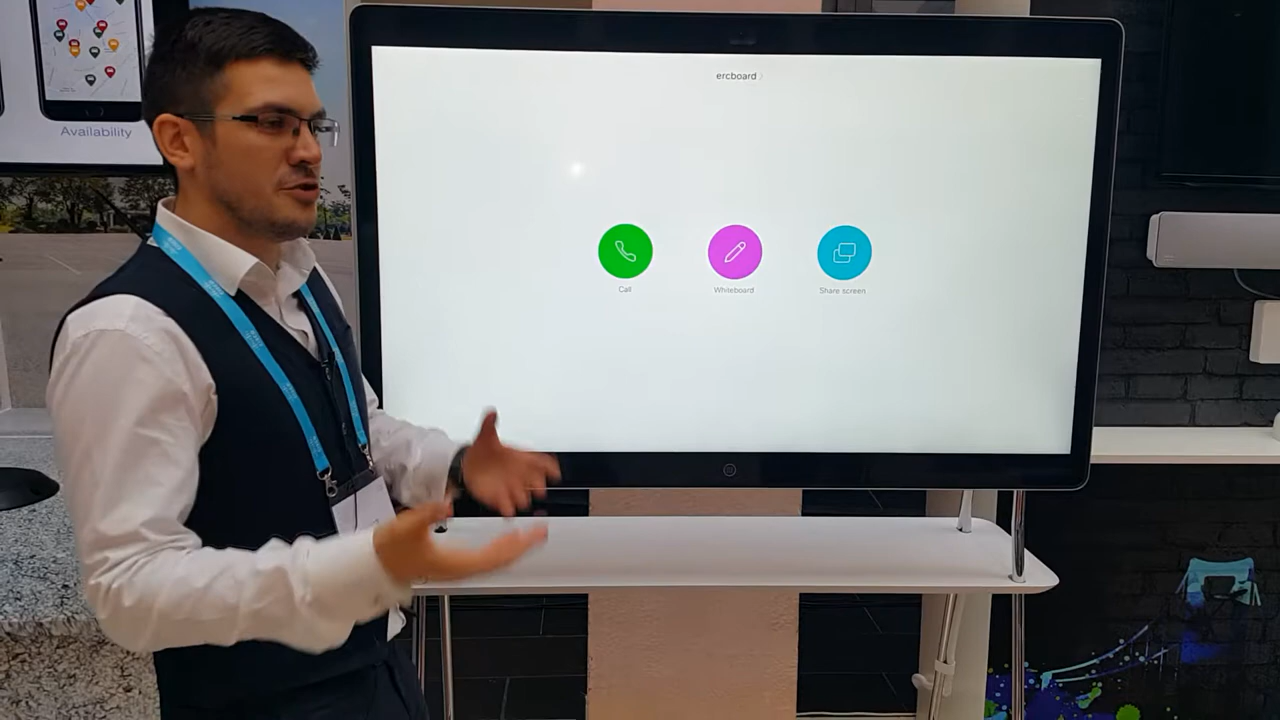 Availability
ercboard
Call
Whiteboard
Share screen